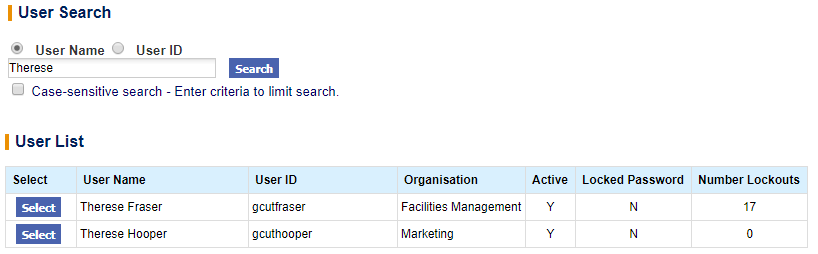 User Search
User Name User ID
Therese Search
Case-sensitive search - Enter criteria to limit search.
User List
Select User Name User ID Organisation Active Locked Password Number Lockouts
Select Therese Fraser gcutfraser Facilities Management Y N 17
Select Therese Hooper gcuthooper Marketing Y N 0